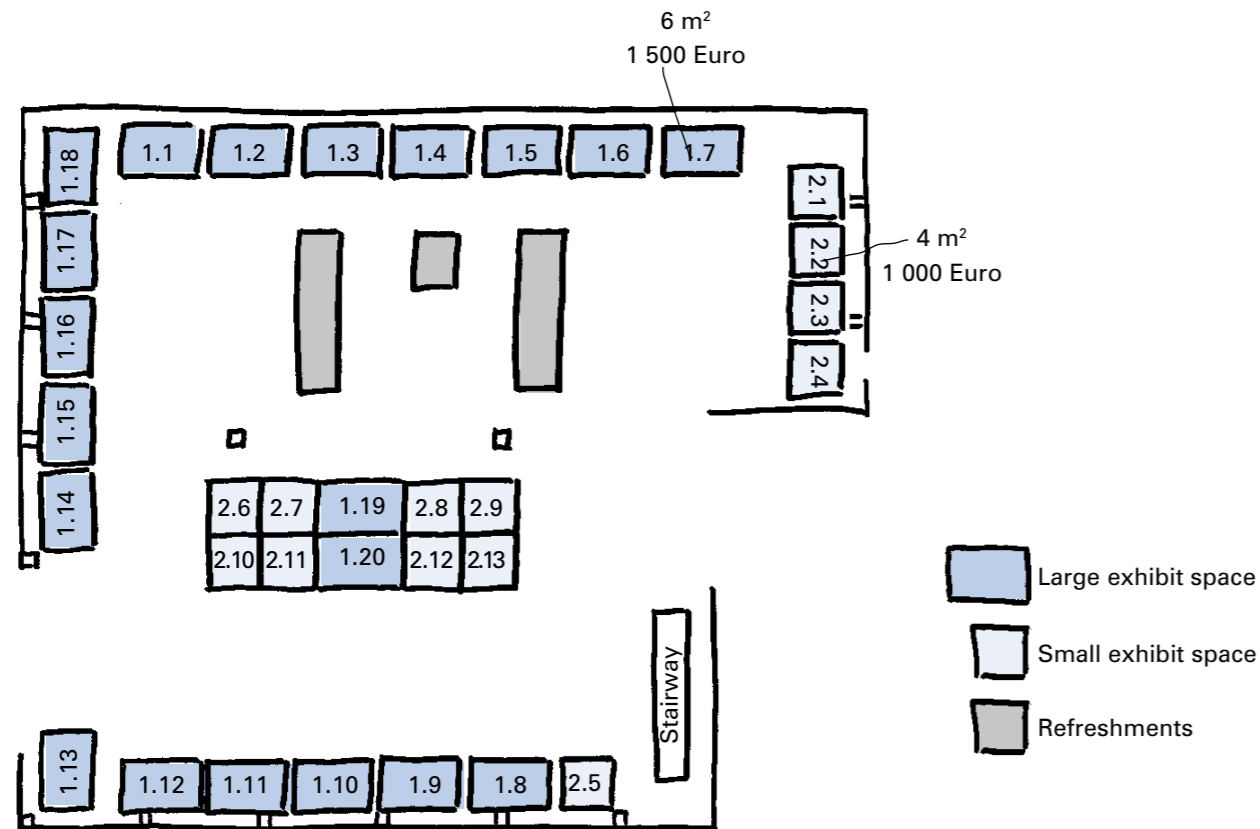 6 m²
1 500 Euro
1.1 1.2 1.3 1.4 1.5 1.6 1.7
1.18
1.17
1.16
1.15
1.14
2.1
2.2
2.3
2.4
4 m²
1 000 Euro
2.6 2.7 1.19 2.8 2.9
2.10 2.11 1.20 2.12 2.13
Large exhibit space
Small exhibit space
Refreshments
Stairway
1.13
1.12 1.11 1.10 1.9 1.8 2.5